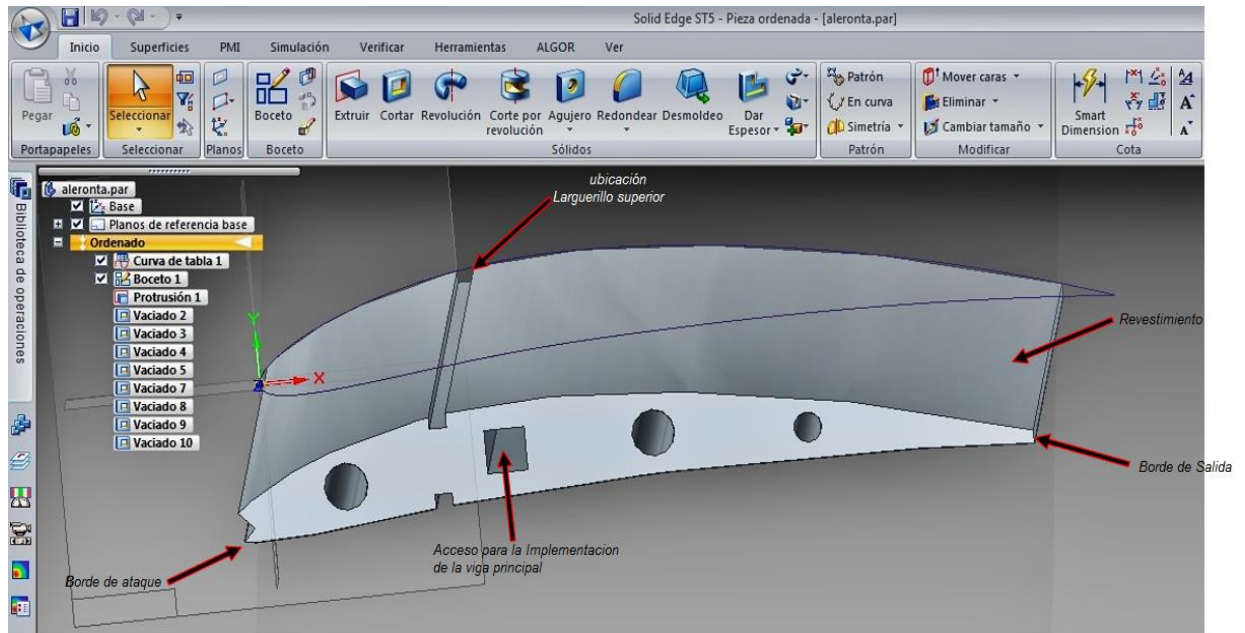 Solid Edge ST5 - Pieza ordenada - [aleronta.par]
Inicio Superficies PMI Simulación Verificar Herramientas ALGOR Ver
Pegar
Portapapeles
Seleccionar
Seleccionar
Planos
Boceto
Boceto
Extruir Cortar Revolución Corte por revolución Agujero Redondear Desmoldeo Dar Espesor
Sólidos
Patrón
En curva
Simetría
Patrón
Mover caras
Eliminar
Cambiar tamaño
Modificar
Smart Dimension
Cota
Biblioteca de operaciones
aleronta.par
Base
Planos de referencia base
Ordenado
Curva de tabla 1
Boceto 1
Protrusión 1
Vaciado 2
Vaciado 3
Vaciado 4
Vaciado 5
Vaciado 7
Vaciado 8
Vaciado 9
Vaciado 10
ubicación
Larguerillo superior
Y
X
Revestimiento
Borde de Salida
Acceso para la Implementacion
de la viga principal
Borde de ataque